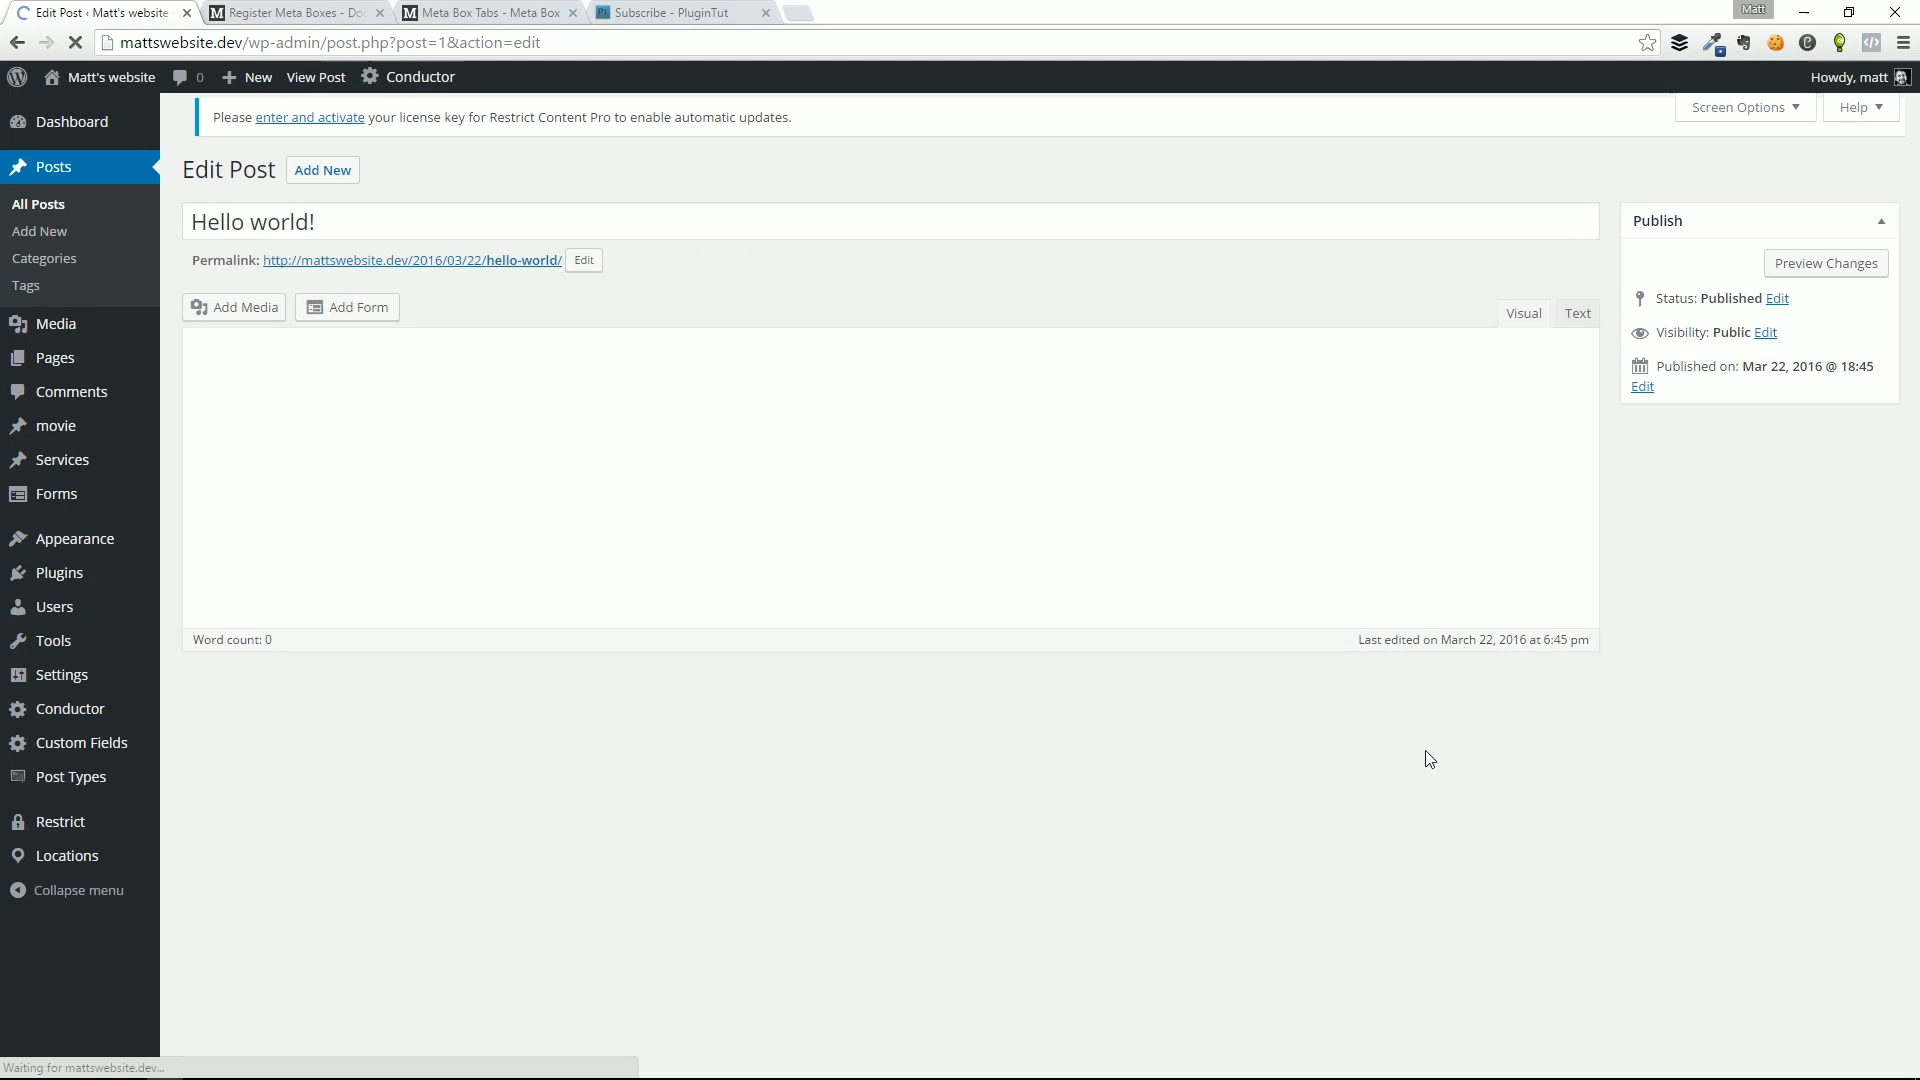 Edit Post ‹ Matt's website
Register Meta Boxes - Do
Meta Box Tabs - Meta Box
Subscribe - PluginTut
Matt
mattswebsite.dev/wp-admin/post.php?post=1&action=edit
Matt's website
0
New
View Post
Conductor
Howdy, matt
Dashboard
Posts
All Posts
Add New
Categories
Tags
Media
Pages
Comments
movie
Services
Forms
Appearance
Plugins
Users
Tools
Settings
Conductor
Custom Fields
Post Types
Restrict
Locations
Collapse menu
Please enter and activate your license key for Restrict Content Pro to enable automatic updates.
Screen Options
Help
Edit Post
Add New
Hello world!
Permalink: http://mattswebsite.dev/2016/03/22/hello-world/ Edit
Add Media
Add Form
Visual
Text
Word count: 0
Last edited on March 22, 2016 at 6:45 pm
Publish
Preview Changes
Status: Published Edit
Visibility: Public Edit
Published on: Mar 22, 2016 @ 18:45
Edit
Waiting for mattswebsite.dev...